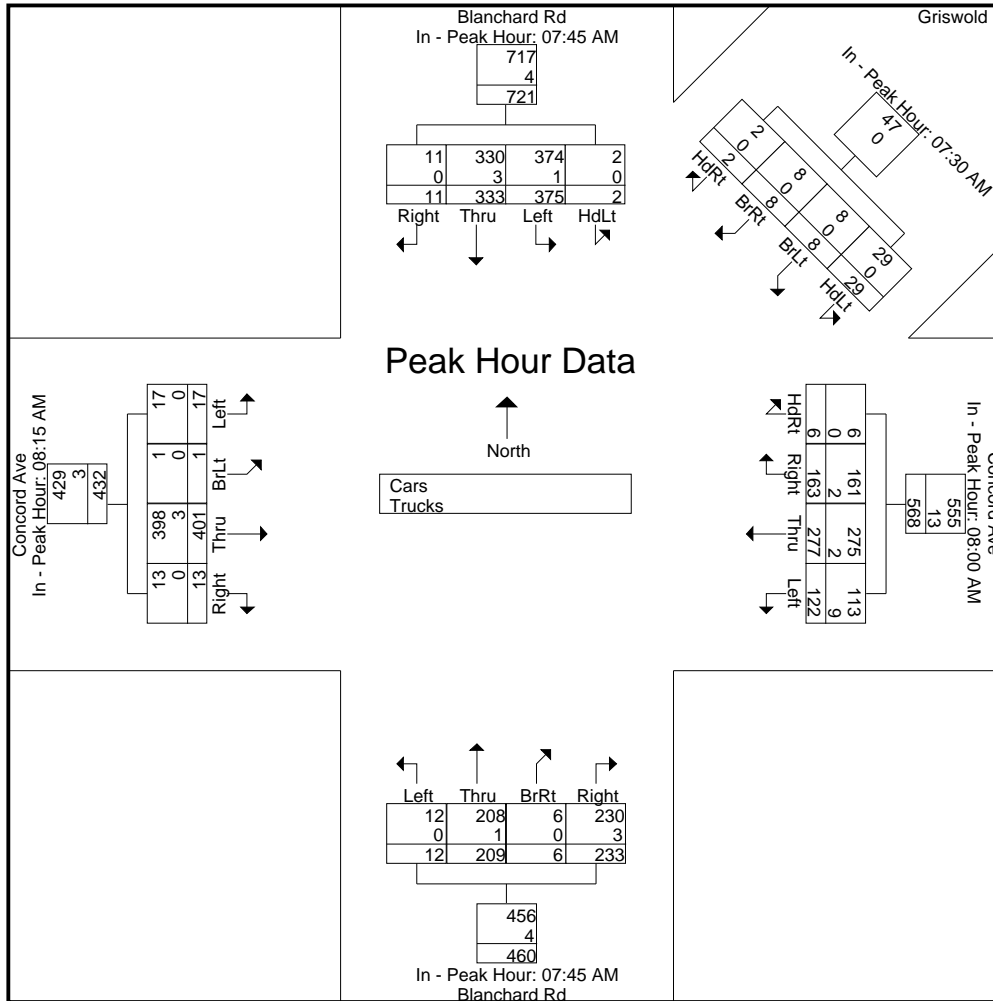 Blanchard Rd
In - Peak Hour: 07:45 AM
717
4
721
11 330 374 2
0 3 1 0
11 333 375 2
Right Thru Left HdLt
Griswold
In - Peak Hour: 07:30 AM
47
0
2 8 8 29
0 0 0 0
2 8 8 29
HdRt BrRt BrLt HdLt
Peak Hour Data
North
Cars
Trucks
Concord Ave
In - Peak Hour: 08:15 AM
429
3
432
17 1 398 13
0 0 3 0
17 1 401 13
Left BrLt Thru Right
Concord Ave
In - Peak Hour: 08:00 AM
555
13
568
6 161 275 113
0 2 2 9
6 163 277 122
HdRt Right Thru Left
Left Thru BrRt Right
12 208 6 230
0 1 0 3
12 209 6 233
456
4
460
In - Peak Hour: 07:45 AM
Blanchard Rd